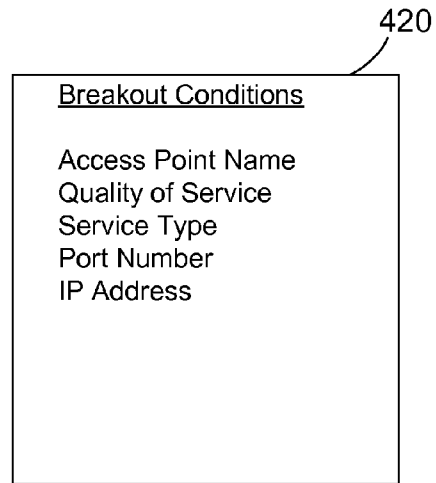 420
Breakout Conditions
Access Point Name
Quality of Service
Service Type
Port Number
IP Address